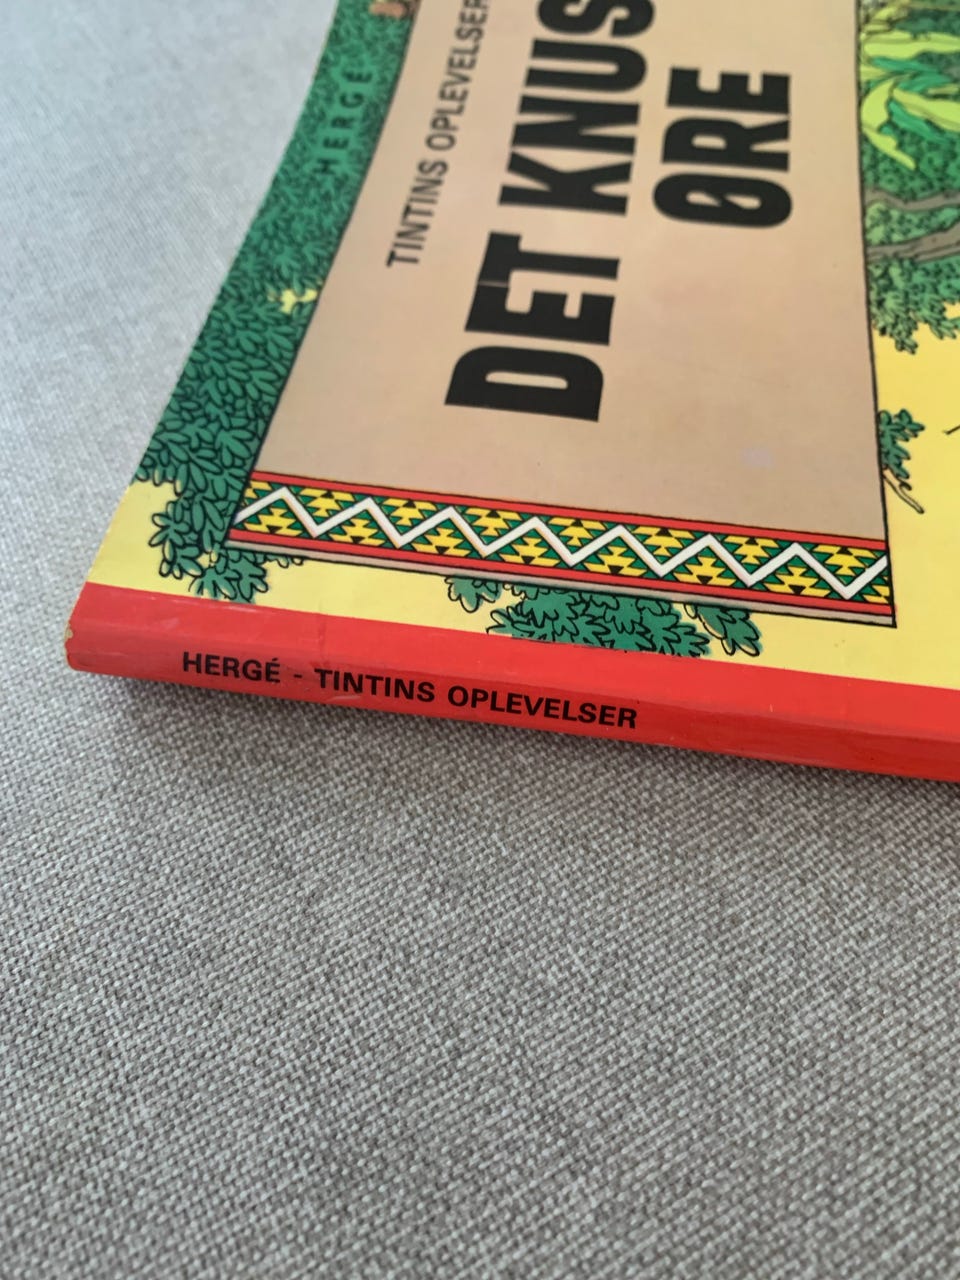 HERGÉ
TINTINS OPLEVELSER
DET KNUS
ØRE
HERGÉ - TINTINS OPLEVELSER